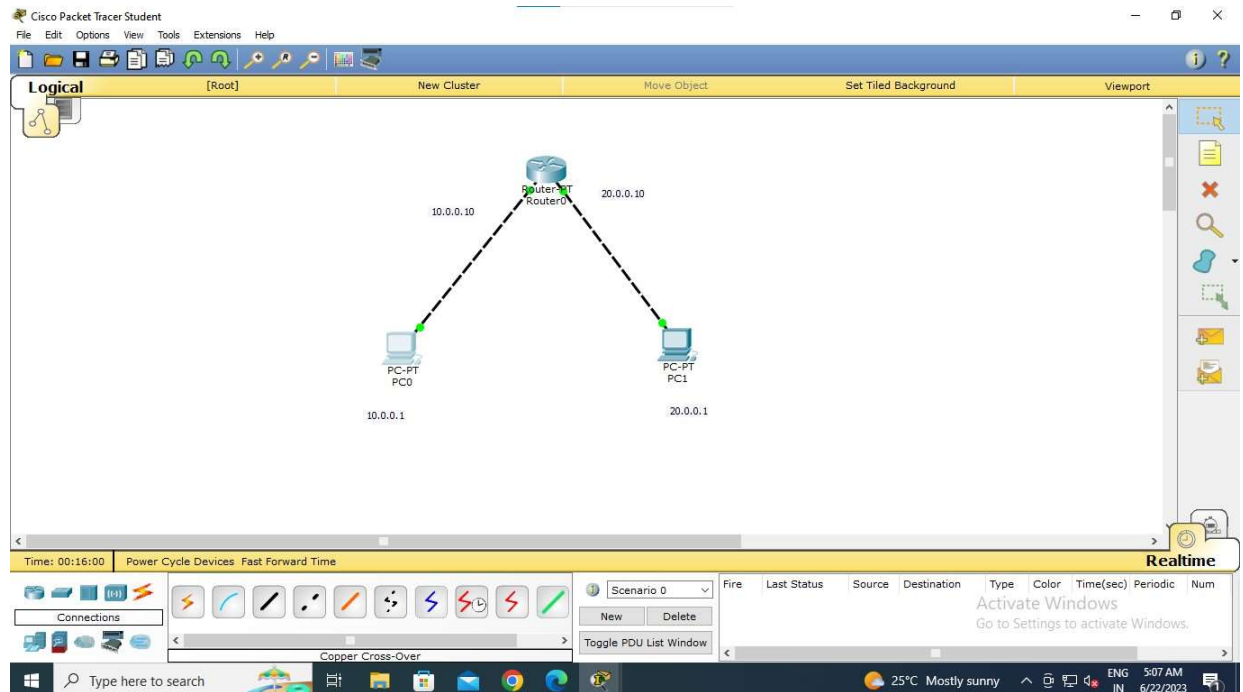 Cisco Packet Tracer Student
File Edit Options View Tools Extensions Help
Logical [Root] New Cluster Move Object Set Tiled Background Viewport
Router-PT
Router0
20.0.0.10
10.0.0.10
PC-PT
PC0
PC-PT
PC1
10.0.0.1
20.0.0.1
Time: 00:16:00 Power Cycle Devices Fast Forward Time Realtime
Connections
Copper Cross-Over
Scenario 0
New Delete
Toggle PDU List Window
Fire Last Status Source Destination Type Color Time(sec) Periodic Num
Activate Windows
Go to Settings to activate Windows.
Type here to search
25°C Mostly sunny
ENG
IN
5:07 AM
6/22/2023